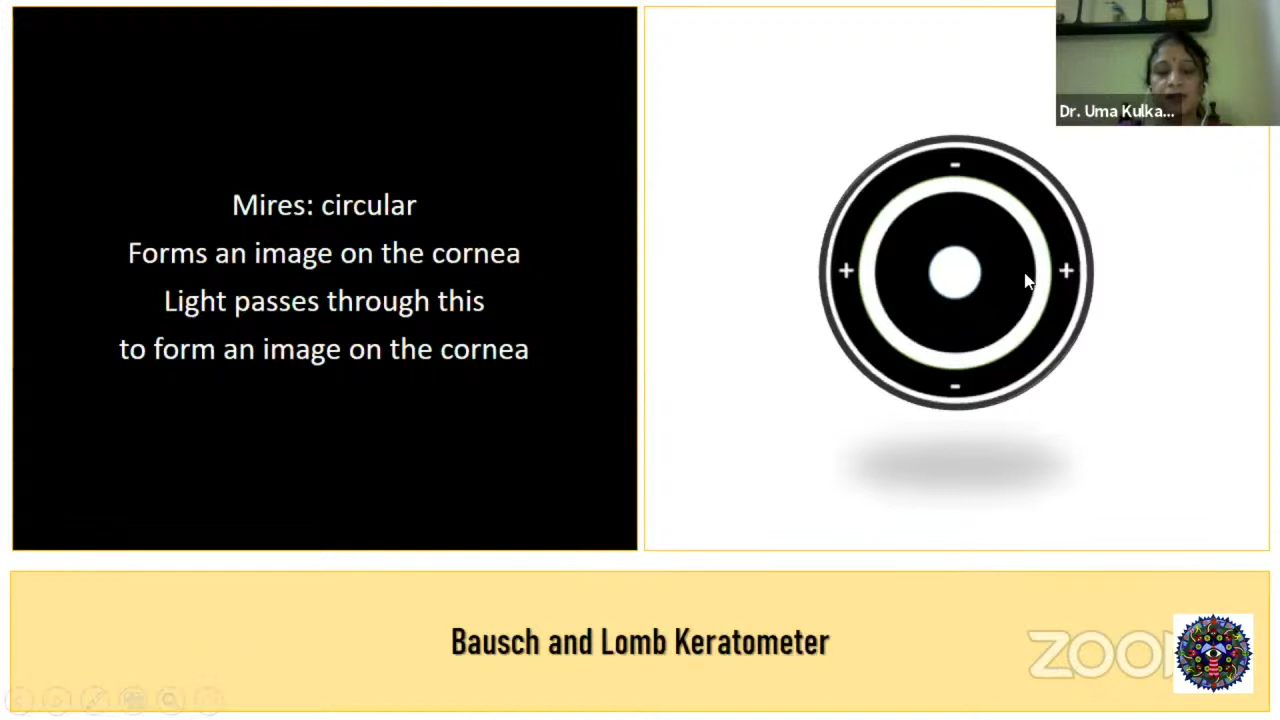 Mires: circular
Forms an image on the cornea
Light passes through this
to form an image on the cornea
-
+ +
-
Dr. Uma Kulka...
Bausch and Lomb Keratometer
ZOOM